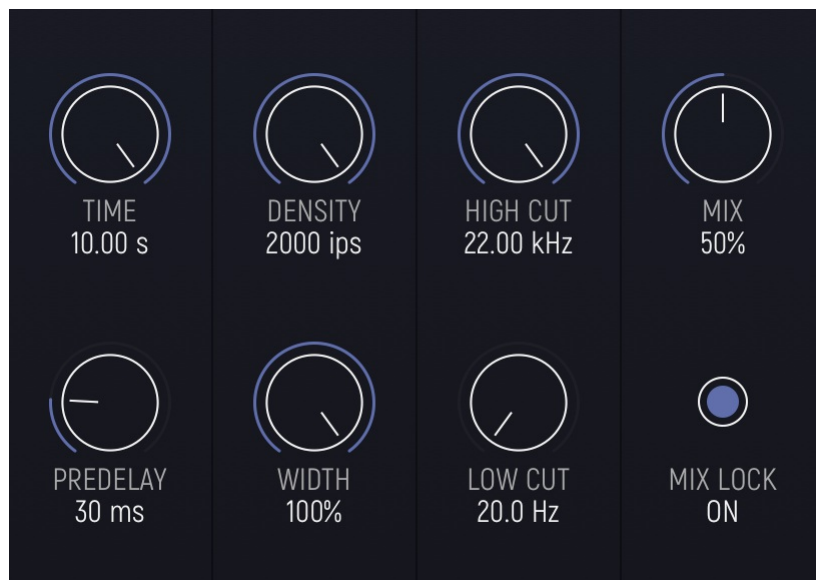 TIME
10.00 s
DENSITY
2000 ips
HIGH CUT
22.00 kHz
MIX
50%
PREDELAY
30 ms
WIDTH
100%
LOW CUT
20.0 Hz
MIX LOCK
ON